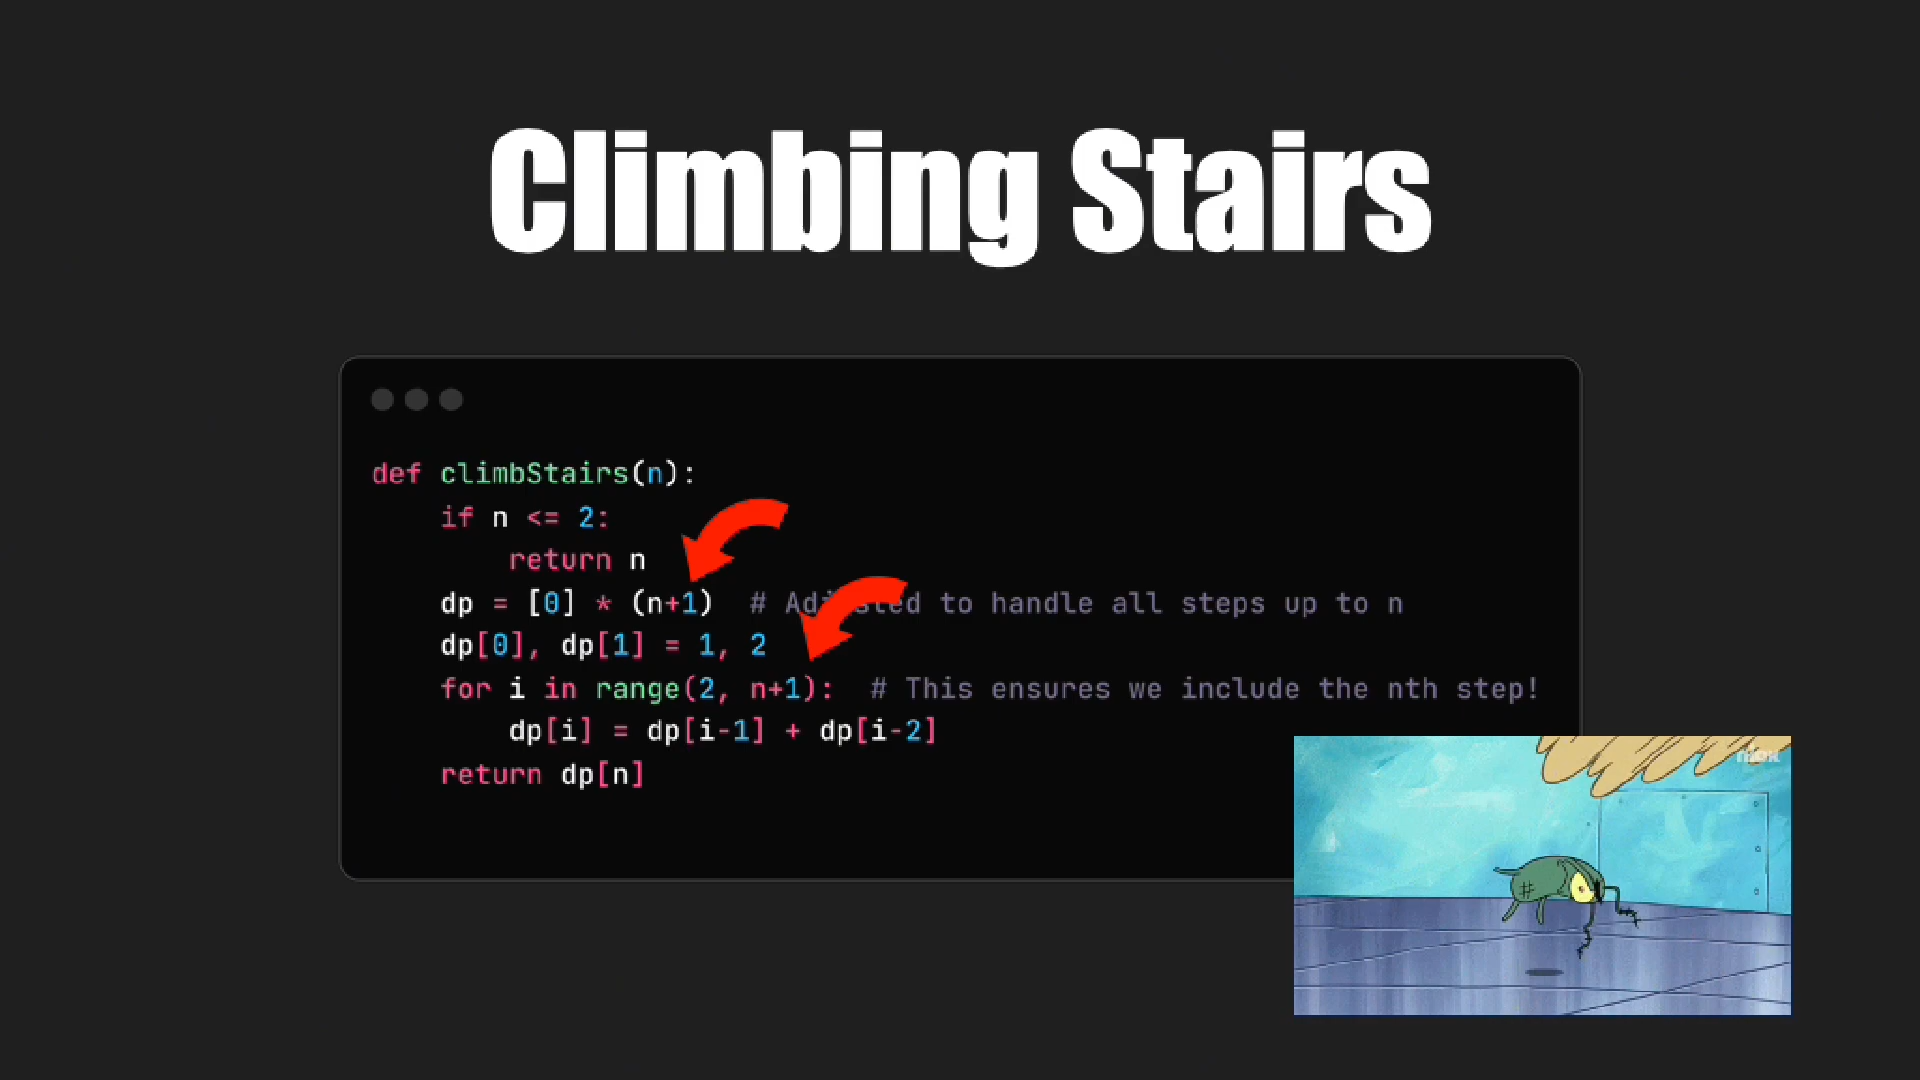 Climbing Stairs
def climbStairs(n):
if n <= 2:
return n
dp = [0] * (n+1)  # Adjusted to handle all steps up to n
dp[0], dp[1] = 1, 2
for i in range(2, n+1):  # This ensures we include the nth step!
dp[i] = dp[i-1] + dp[i-2]
return dp[n]